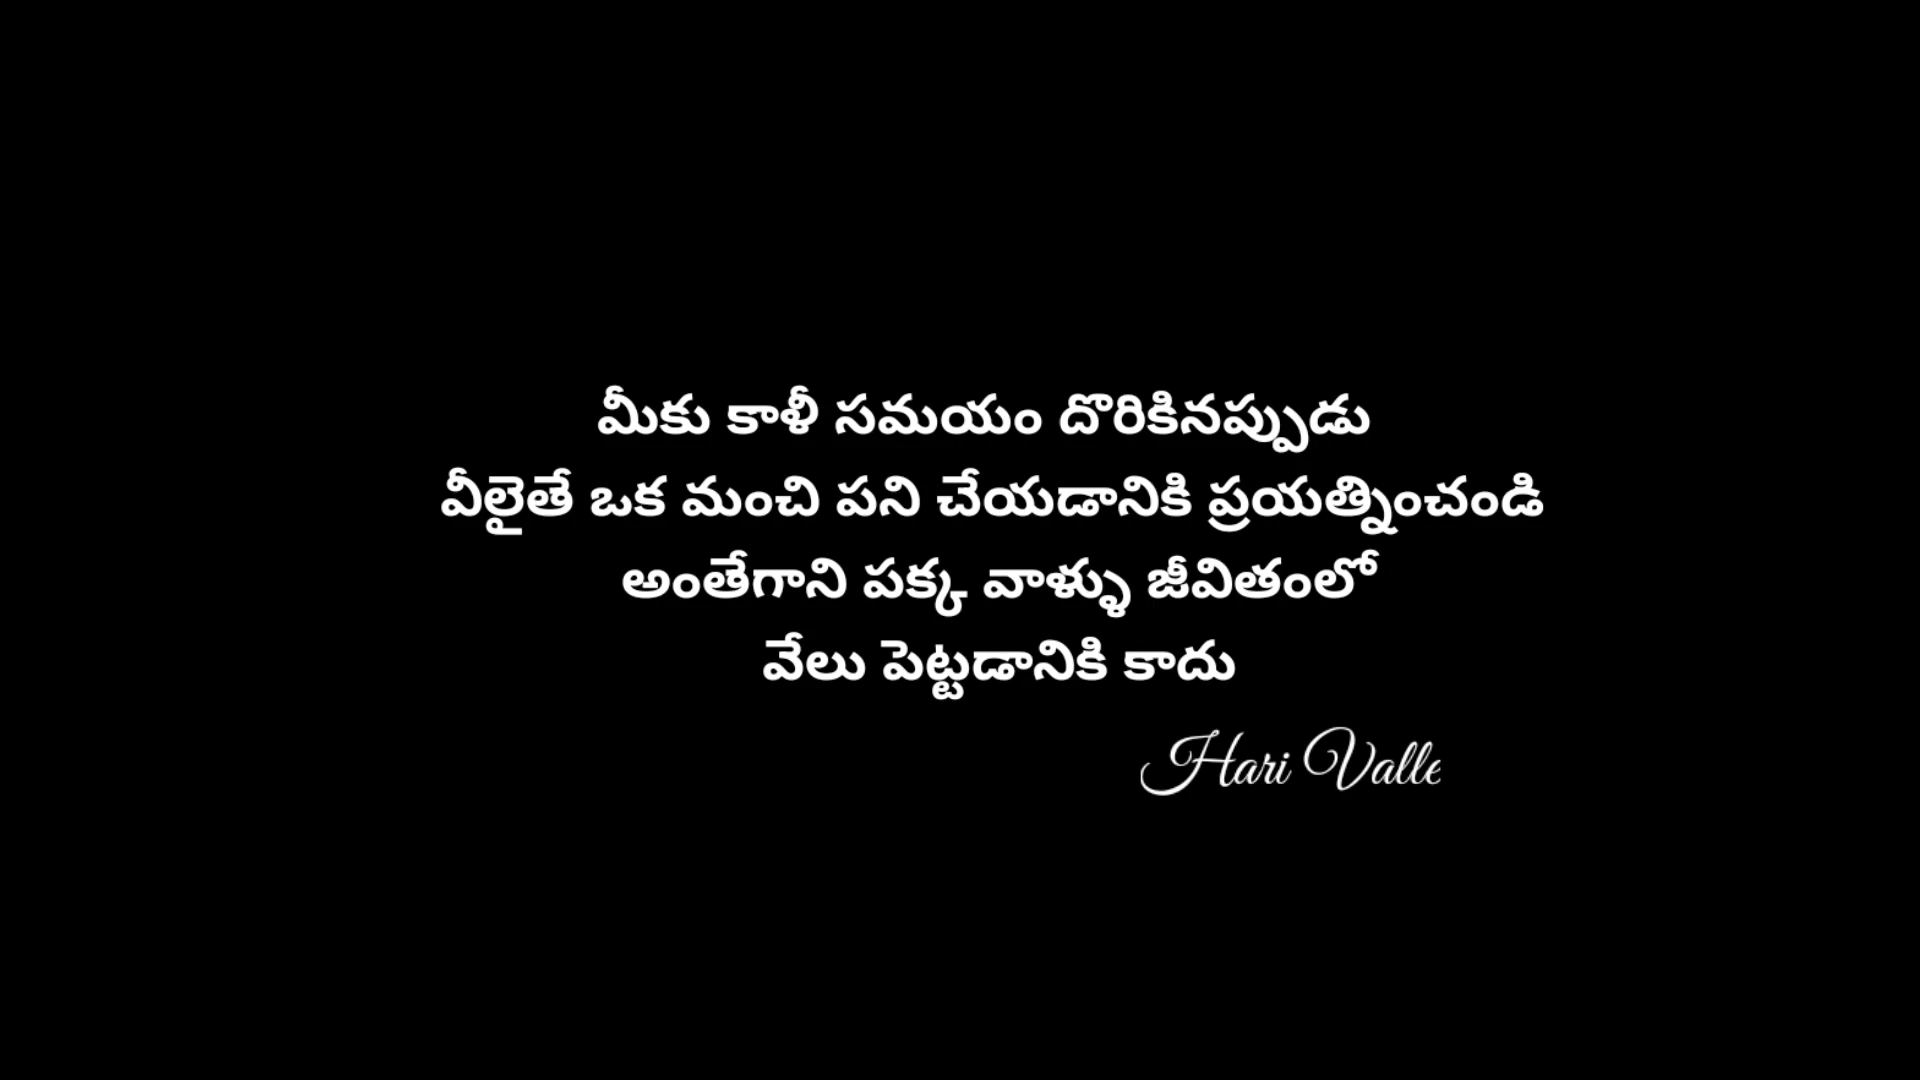 మీకు కాళీ సమయం దొరికినప్పుడు
వీలైతే ఒక మంచి పని చేయడానికి ప్రయత్నించండి
అంతేగాని పక్క వాళ్ళు జీవితంలో
వేలు పెట్టడానికి కాదు
Hari Valle